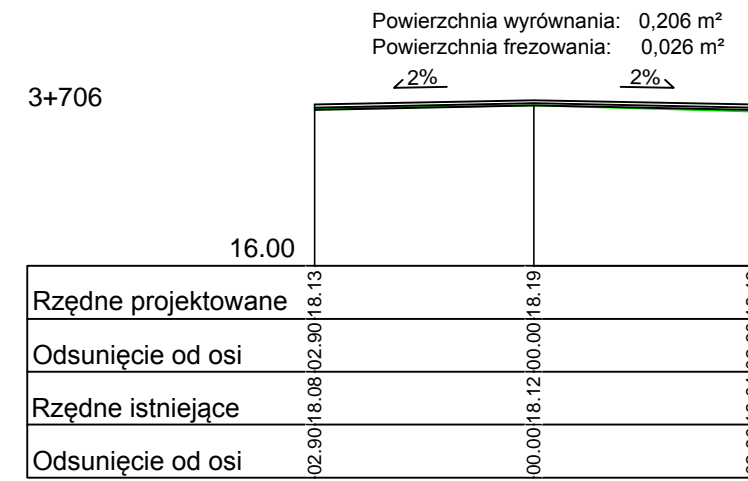 Powierzchnia wyrównania: 0,206 m²
Powierzchnia frezowania: 0,026 m²
2% 2%
3+706
16.00
Rzędne projektowane 18.13 18.19
Odsunięcie od osi -02.90 -00.00
Rzędne istniejące 18.08 18.12
Odsunięcie od osi -02.90 -00.00